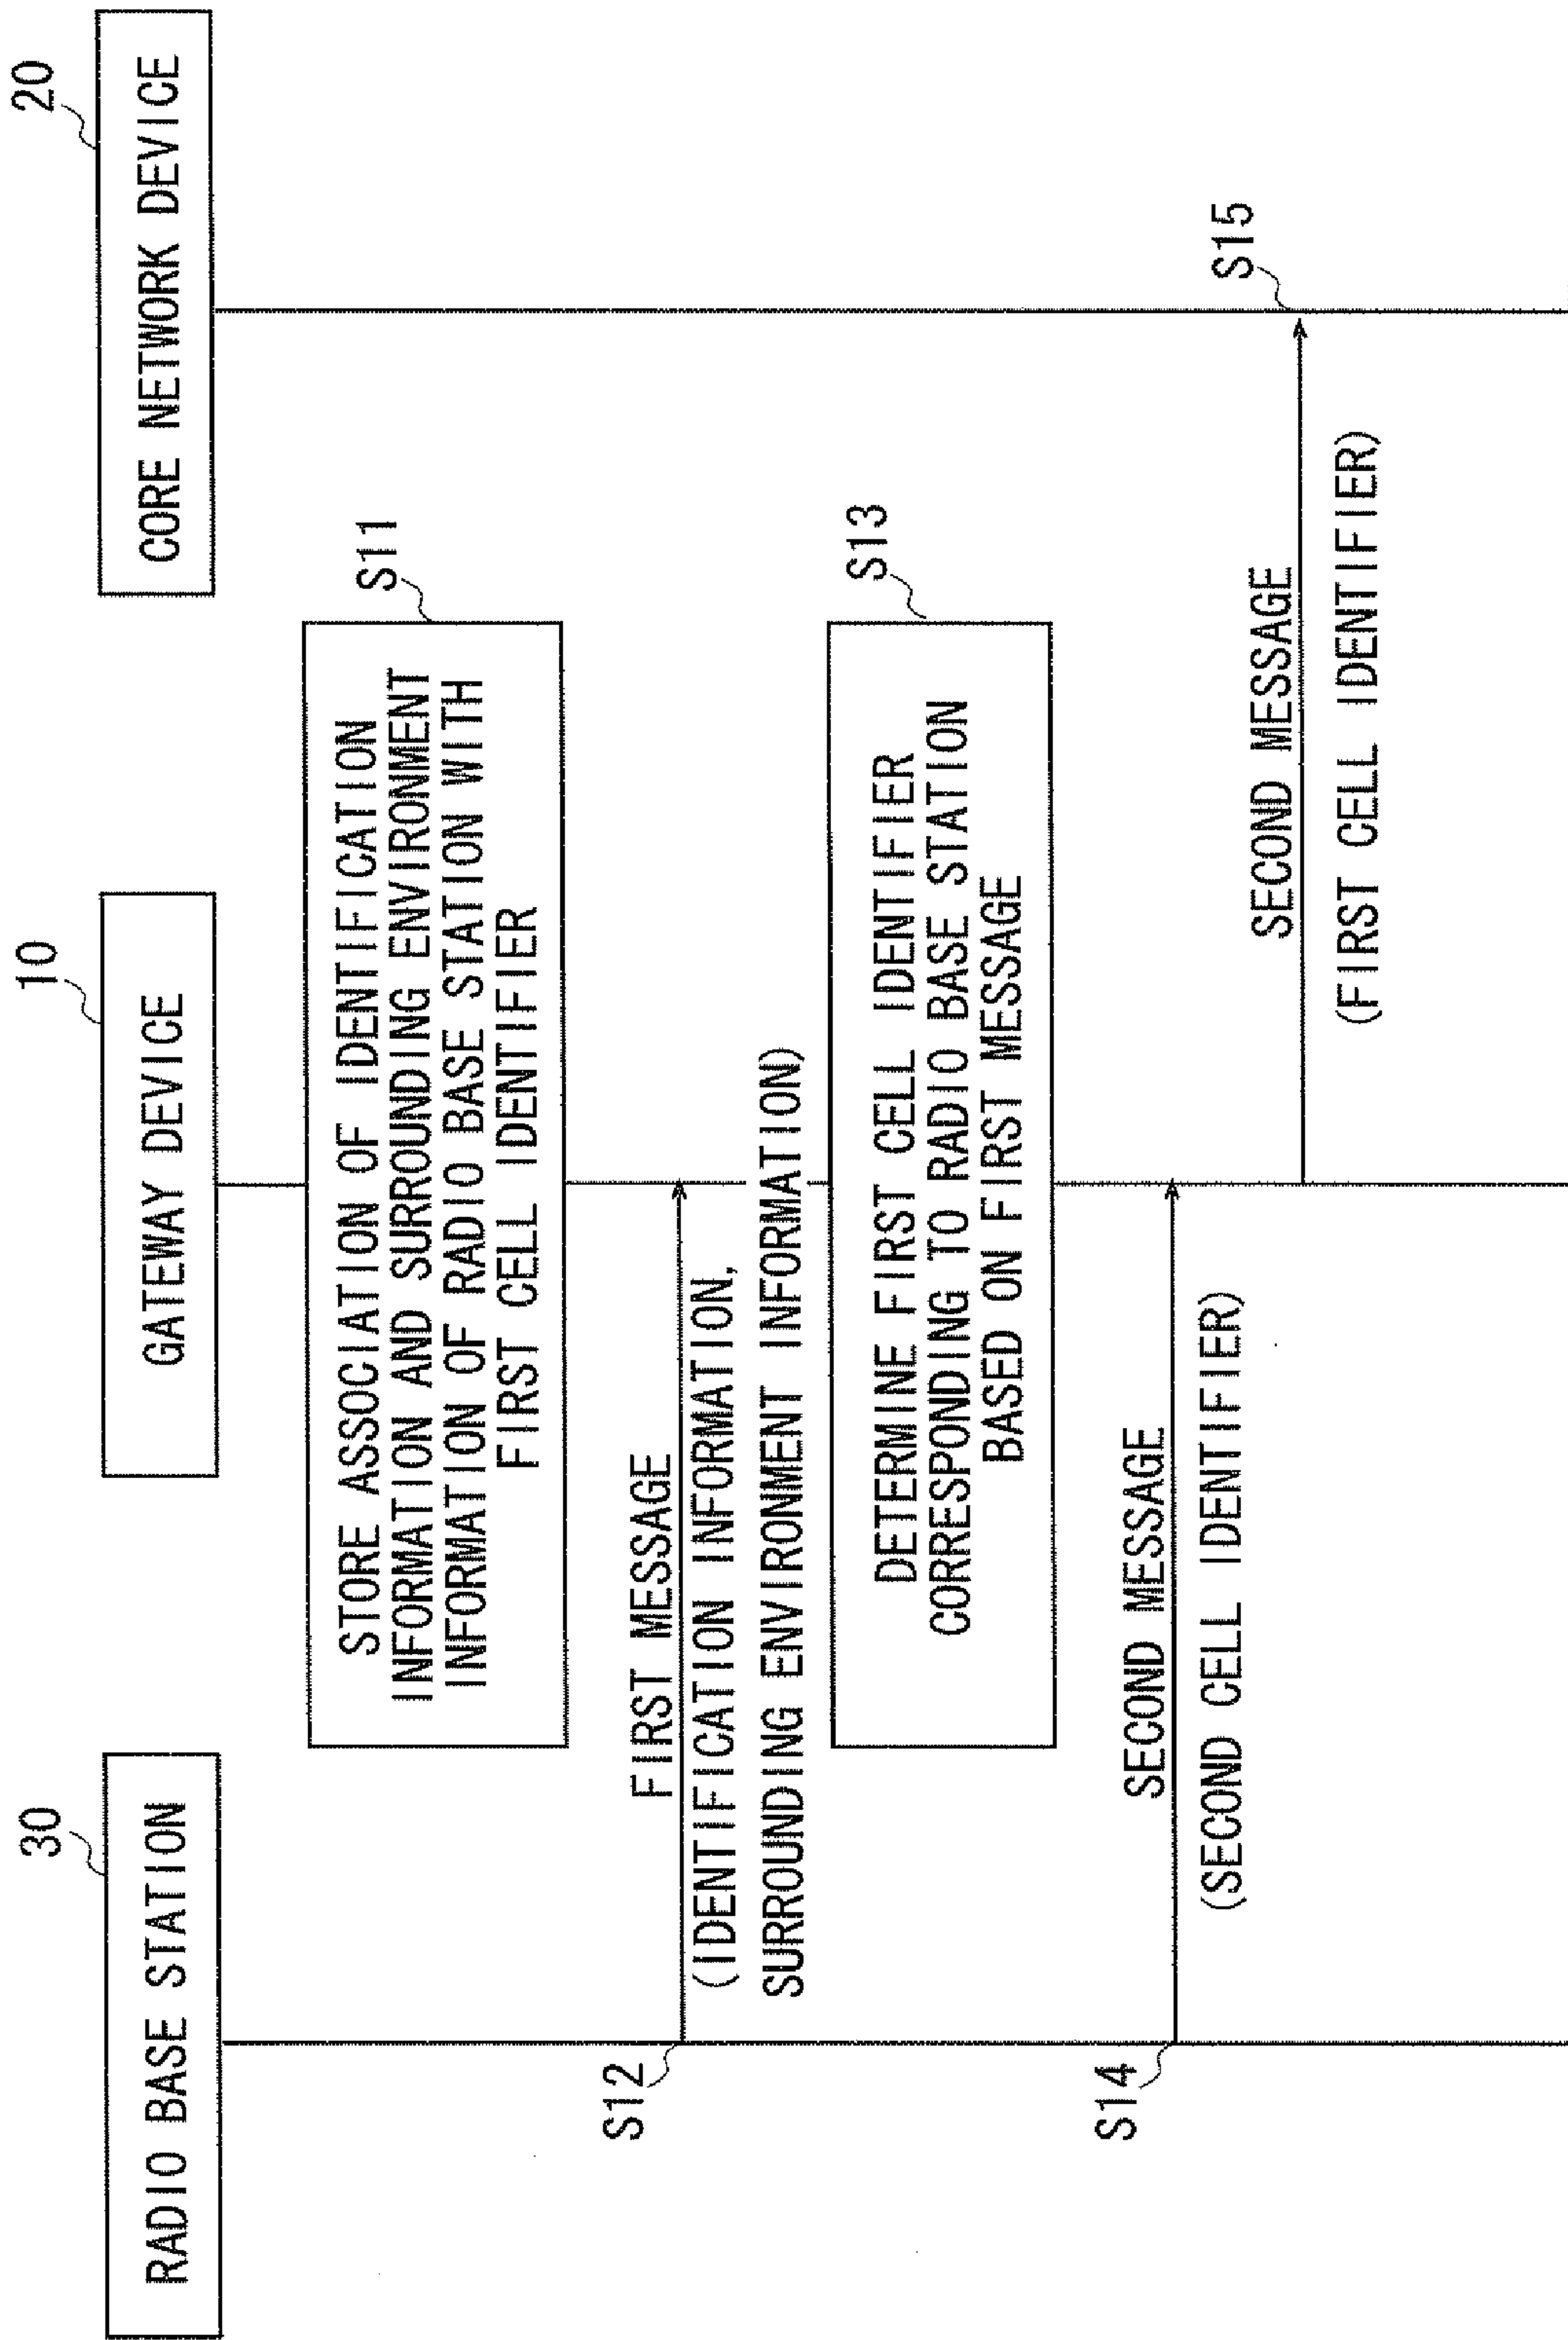 30
RADIO BASE STATION
10
GATEWAY DEVICE
20
CORE NETWORK DEVICE
S11
STORE ASSOCIATION OF IDENTIFICATION
INFORMATION AND SURROUNDING ENVIRONMENT
INFORMATION OF RADIO BASE STATION WITH
FIRST CELL IDENTIFIER
S12
FIRST MESSAGE
(IDENTIFICATION INFORMATION,
SURROUNDING ENVIRONMENT INFORMATION)
S13
DETERMINE FIRST CELL IDENTIFIER
CORRESPONDING TO RADIO BASE STATION
BASED ON FIRST MESSAGE
S14
SECOND MESSAGE
(SECOND CELL IDENTIFIER)
S15
SECOND MESSAGE
(FIRST CELL IDENTIFIER)